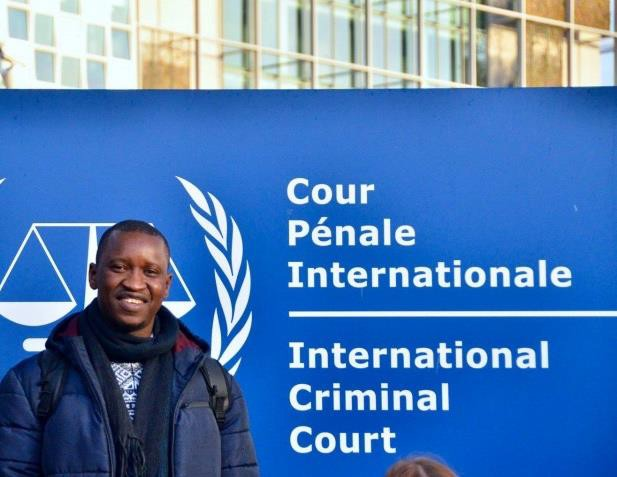 Cour
Pénale
Internationale
International
Criminal
Court